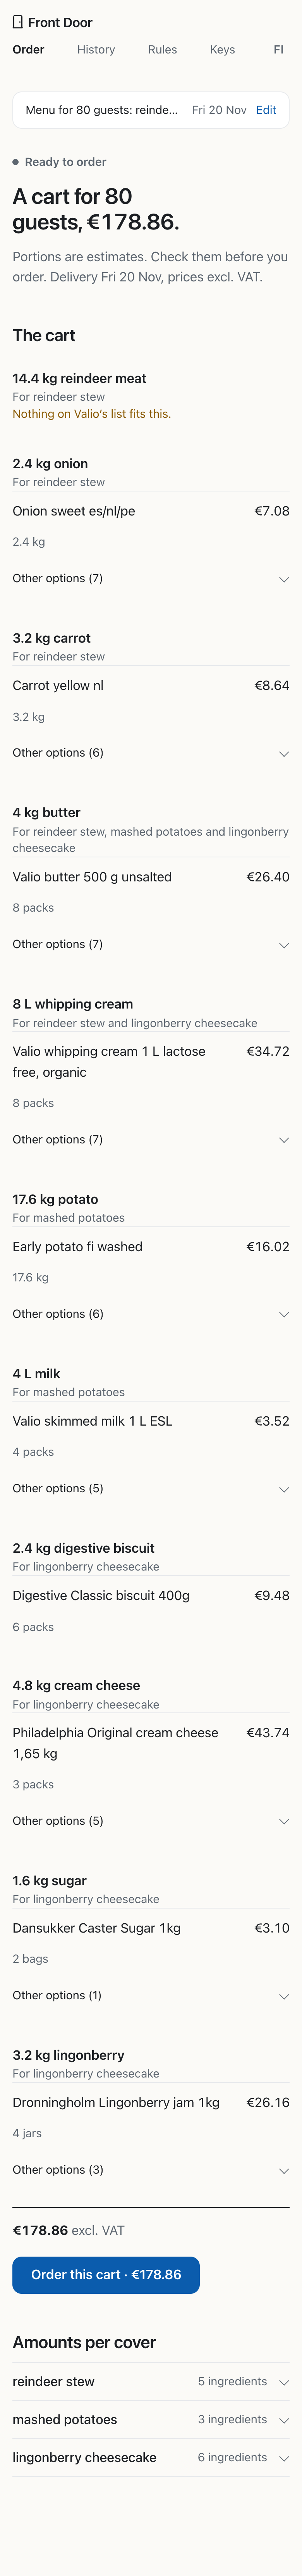 Front Door
Order History Rules Keys FI
Menu for 80 guests: reinde... Fri 20 Nov Edit
Ready to order
A cart for 80
guests, €178.86.
Portions are estimates. Check them before you
order. Delivery Fri 20 Nov, prices excl. VAT.
The cart
14.4 kg reindeer meat
For reindeer stew
Nothing on Valio's list fits this.
2.4 kg onion
For reindeer stew
Onion sweet es/nl/pe €7.08
2.4 kg
Other options (7)
3.2 kg carrot
For reindeer stew
Carrot yellow nl €8.64
3.2 kg
Other options (6)
4 kg butter
For reindeer stew, mashed potatoes and lingonberry
cheesecake
Valio butter 500 g unsalted €26.40
8 packs
Other options (7)
8 L whipping cream
For reindeer stew and lingonberry cheesecake
Valio whipping cream 1 L lactose €34.72
free, organic
8 packs
Other options (7)
17.6 kg potato
For mashed potatoes
Early potato fi washed €16.02
17.6 kg
Other options (6)
4 L milk
For mashed potatoes
Valio skimmed milk 1 L ESL €3.52
4 packs
Other options (5)
2.4 kg digestive biscuit
For lingonberry cheesecake
Digestive Classic biscuit 400g €9.48
6 packs
4.8 kg cream cheese
For lingonberry cheesecake
Philadelphia Original cream cheese €43.74
1,65 kg
3 packs
Other options (5)
1.6 kg sugar
For lingonberry cheesecake
Dansukker Caster Sugar 1kg €3.10
2 bags
Other options (1)
3.2 kg lingonberry
For lingonberry cheesecake
Dronningholm Lingonberry jam 1kg €26.16
4 jars
Other options (3)
€178.86 excl. VAT
Order this cart · €178.86
Amounts per cover
reindeer stew 5 ingredients
mashed potatoes 3 ingredients
lingonberry cheesecake 6 ingredients